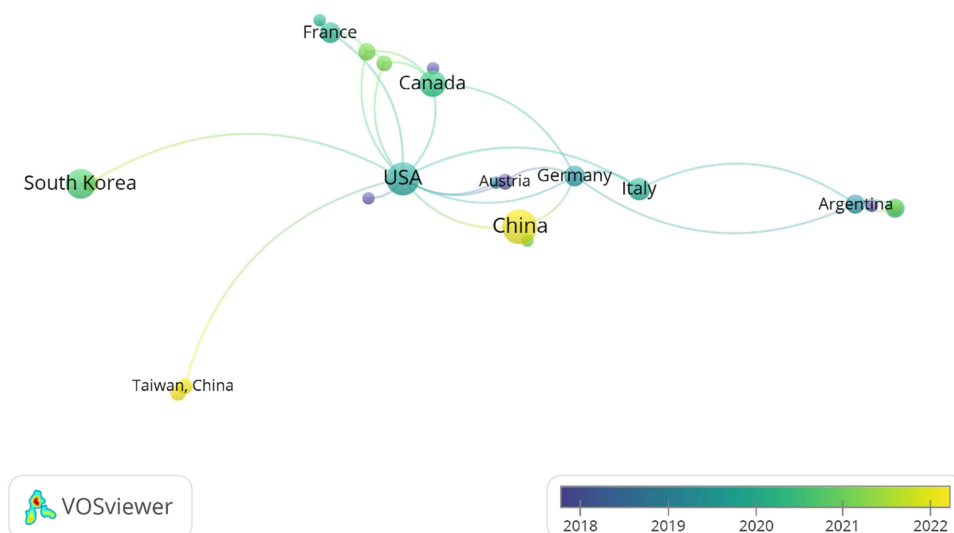 France
Canada
South Korea
USA
Austria
Germany
Italy
Argentina
China
Taiwan, China
VOSviewer
2018
2019
2020
2021
2022